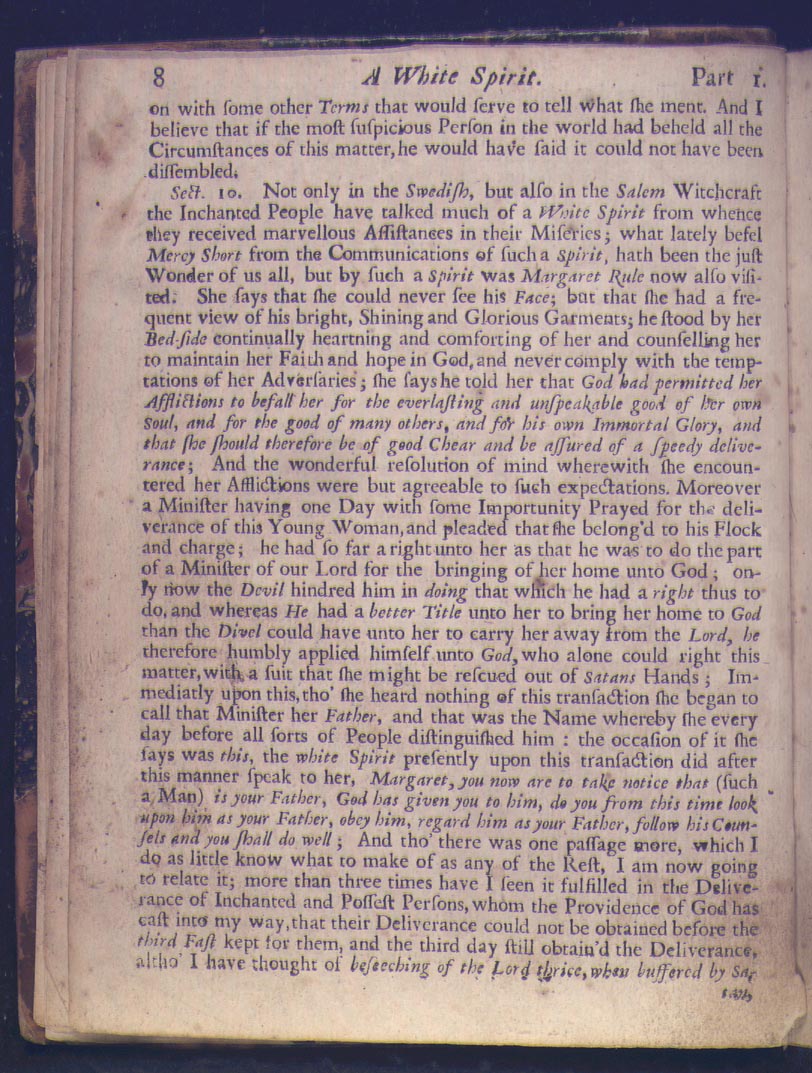 8 A White Spirit. Part 1.
on with ſome other Terms that would ſerve to tell what ſhe ment. And I
believe that if the moſt ſuſpicious Perſon in the world had beheld all the
Circumſtances of this matter, he would have ſaid it could not have been
diſſembled.
Sect. 10. Not only in the Swediſh, but alſo in the Salem Witchcraft
the Inchanted People have talked much of a White Spirit from whence
they received marvellous Aſſiſtances in their Miſeries; what lately befel
Mercy Short from the Communications of ſuch a Spirit, hath been the juſt
Wonder of us all, but by ſuch a Spirit was Margaret Rule now alſo viſi-
ted. She ſays that ſhe could never ſee his Face; but that ſhe had a fre-
quent view of his bright, Shining and Glorious Garments; he ſtood by her
Bed-ſide continually heartning and comforting of her and counſelling her
to maintain her Faith and hope in God, and never comply with the temp-
tations of her Adverſaries; ſhe ſays he told her that God had permitted her
Afflictions to befall her for the everlaſting and unſpeakable good of her own
Soul, and for the good of many others, and for his own Immortal Glory, and
that ſhe ſhould therefore be of good Chear and be aſſured of a ſpeedy delive-
rance; And the wonderful reſolution of mind wherewith ſhe encoun-
tered her Afflictions were but agreeable to ſuch expectations. Moreover
a Miniſter having one Day with ſome Importunity Prayed for the deli-
verance of this Young Woman, and pleaded that ſhe belong'd to his Flock
and charge; he had ſo far a right unto her as that he was to do the part
of a Miniſter of our Lord for the bringing of her home unto God; on-
ly now the Devil hindred him in doing that which he had a right thus to
do, and whereas He had a better Title unto her to bring her home to God
than the Divel could have unto her to carry her away from the Lord, he
therefore humbly applied himſelf unto God, who alone could right this
matter, with a ſuit that ſhe might be reſcued out of Satans Hands; Im-
mediatly upon this, tho' ſhe heard nothing of this tranſaction ſhe began to
call that Miniſter her Father, and that was the Name whereby ſhe every
day before all ſorts of People diſtinguiſhed him : the occaſion of it ſhe
ſays was this, the white Spirit preſently upon this tranſaction did after
this manner ſpeak to her, Margaret, you now are to take notice that (ſuch
a Man) is your Father, God has given you to him, do you from this time look
upon him as your Father, obey him, regard him as your Father, follow his Coun-
ſels and you ſhall do well; And tho' there was one paſſage more, which I
do as little know what to make of as any of the Reſt, I am now going
to relate it; more than three times have I ſeen it fulfilled in the Delive-
rance of Inchanted and Poſſeſt Perſons, whom the Providence of God has
caſt into my way, that their Deliverance could not be obtained before the
third Faſt kept for them, and the third day ſtill obtain'd the Deliverance,
altho' I have thought of beſeeching of the Lord thrice, when buffered by Sa-
tan,